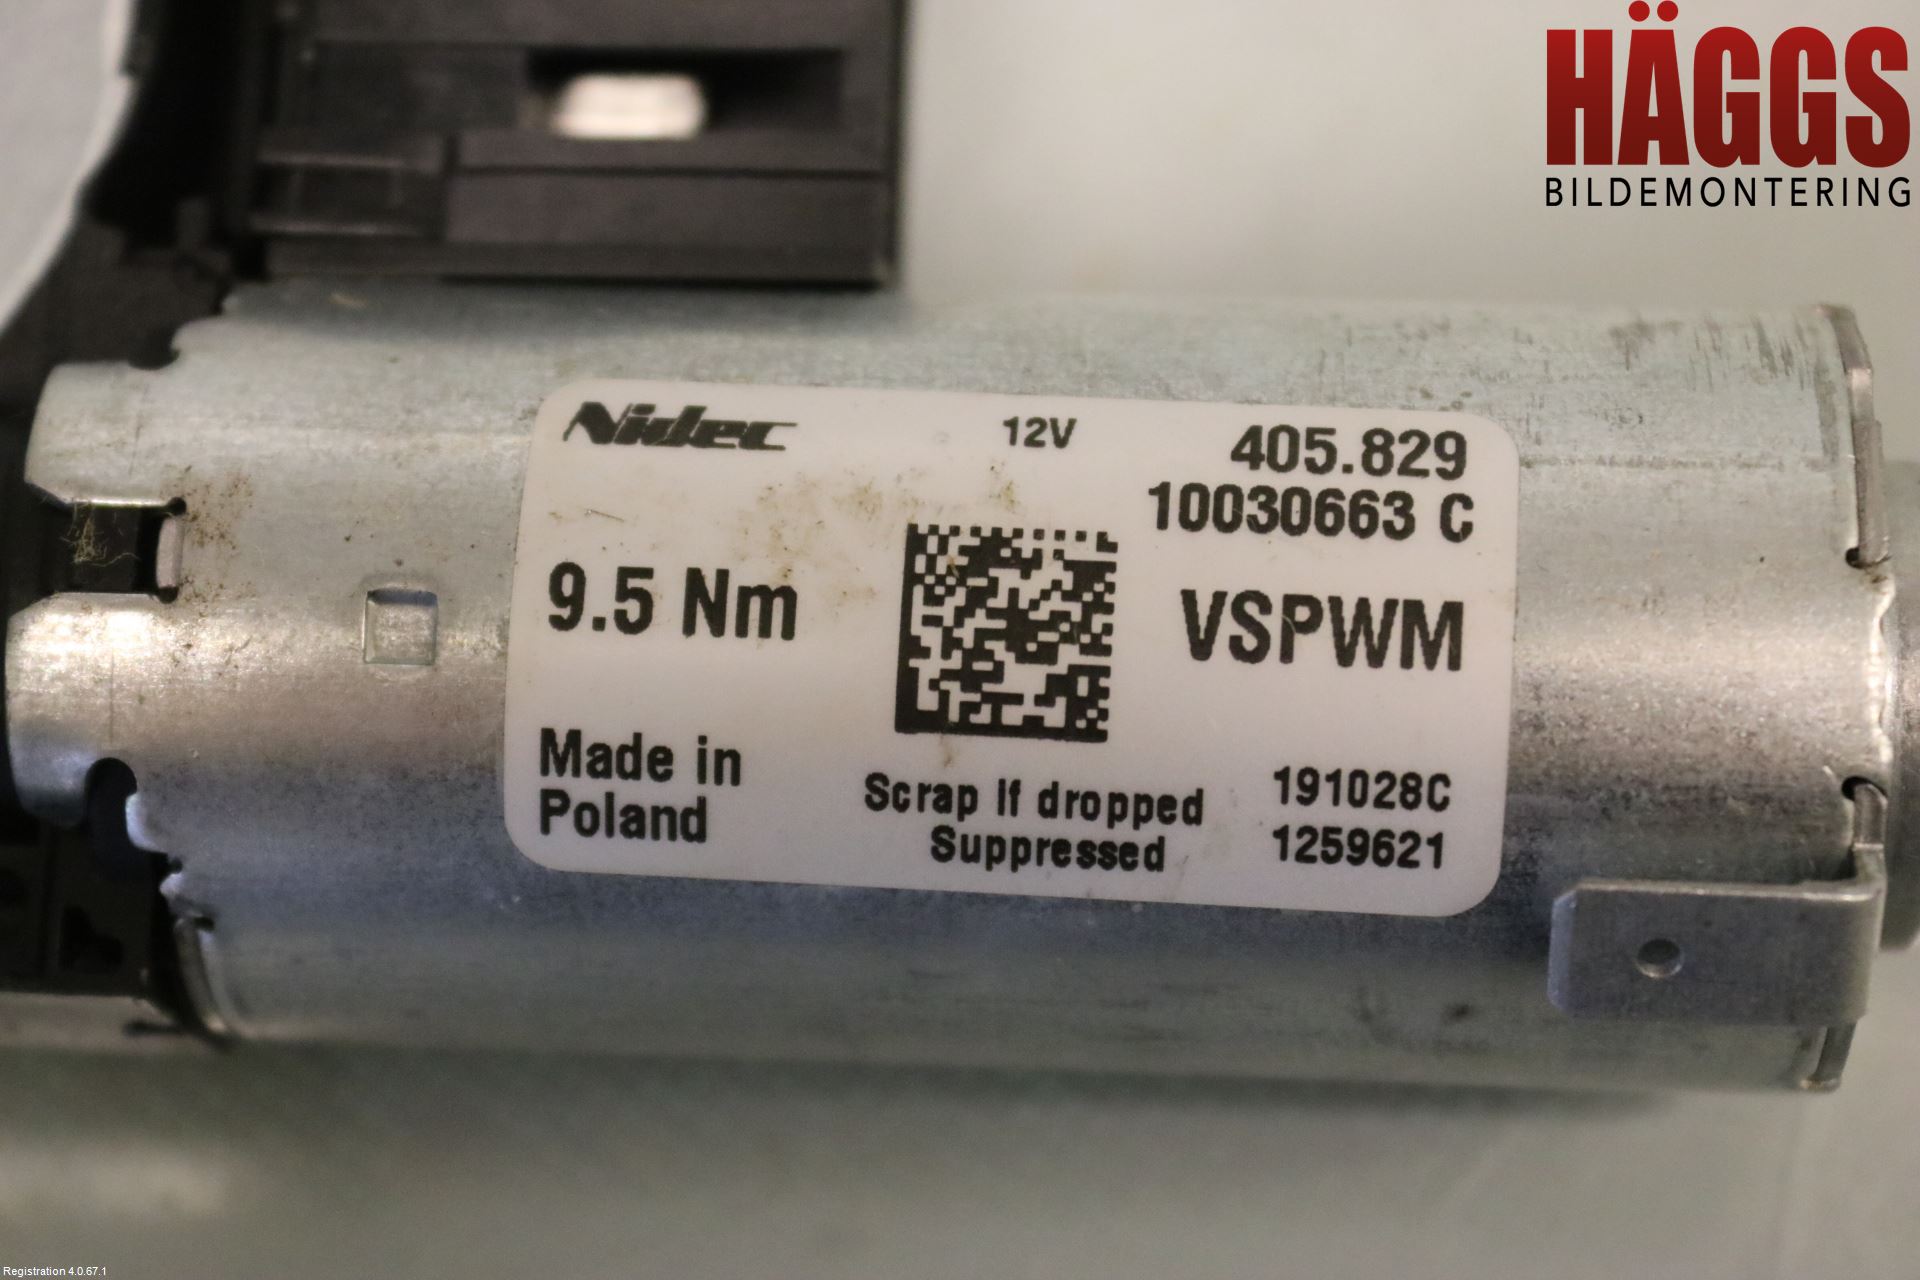 HÄGGS
BILDEMONTERING
Nidec 12V 405.829
10030663 C
9.5 Nm VSPWM
Made in
Poland
Scrap If dropped
Suppressed
191028C
1259621
Registration 4.0.67.1